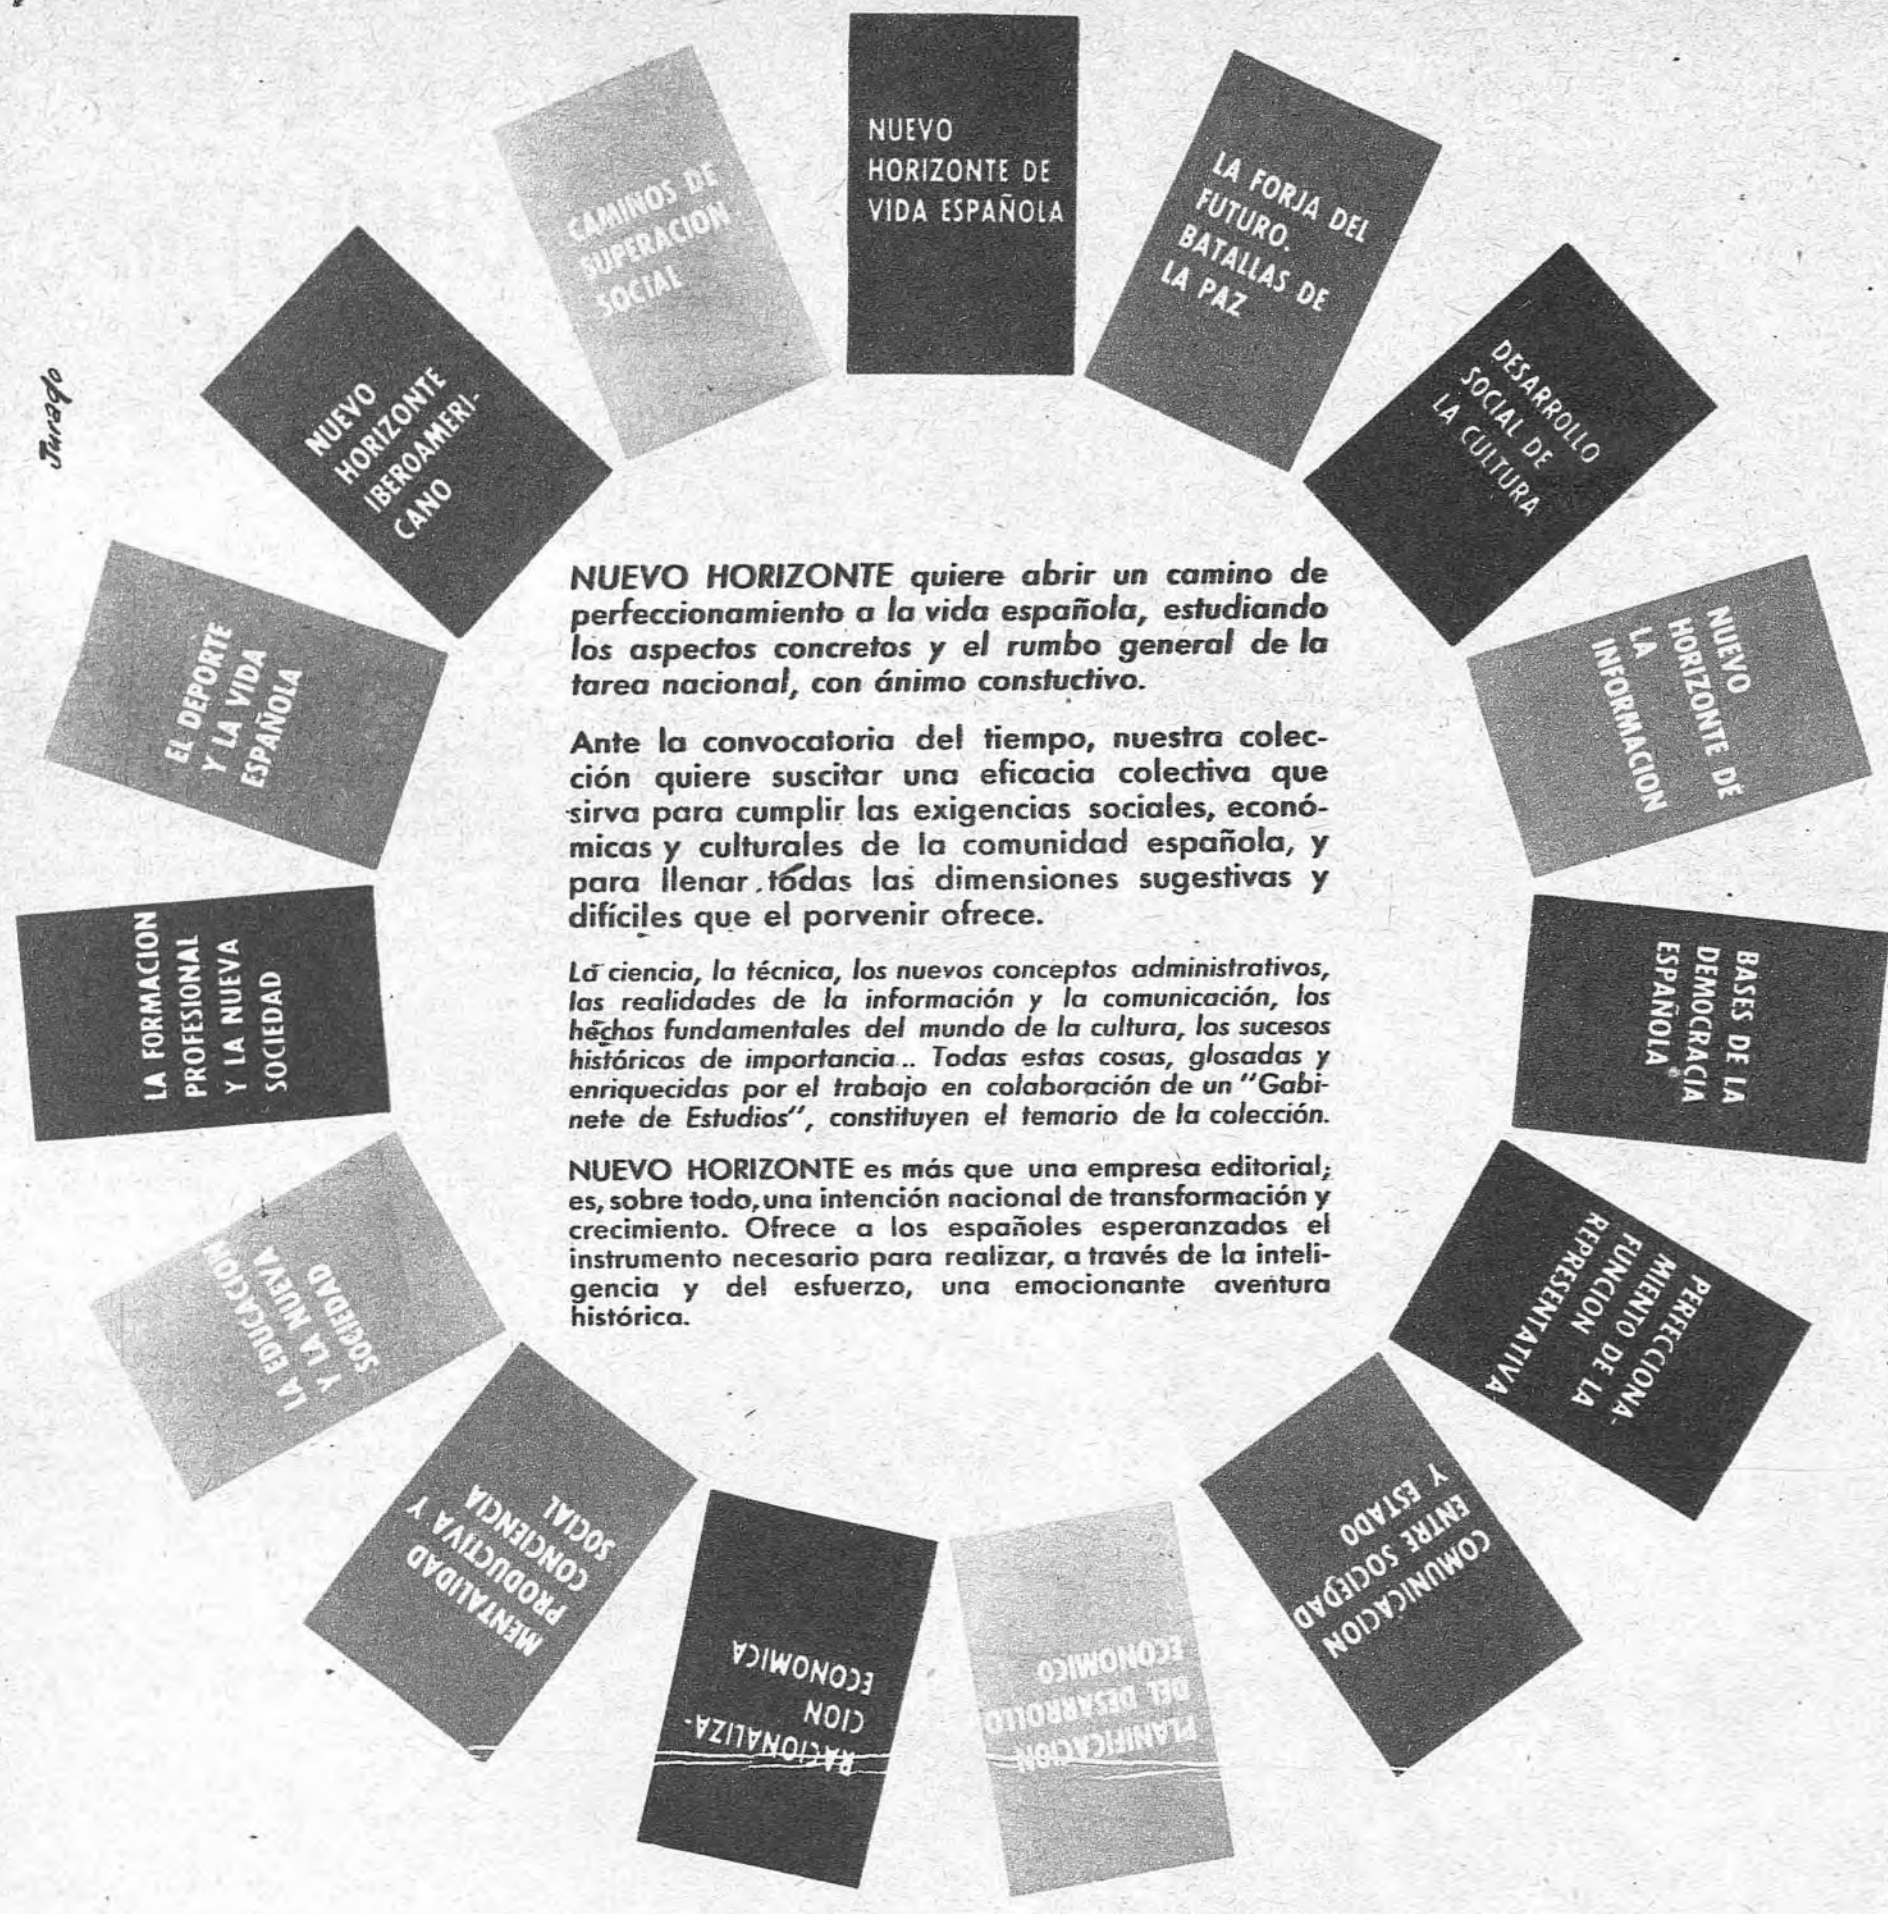 NUEVO
HORIZONTE DE
VIDA ESPAÑOLA
LA FORJA DEL
FUTURO.
BATALLAS DE
LA PAZ
DESARROLLO
SOCIAL DE
LA CULTURA
NUEVO
HORIZONTE DE
LA
INFORMACION
BASES DE LA
DEMOCRACIA
ESPAÑOLA
PERFECCIONA-
MIENTO DE LA
FUNCION
REPRESENTATIVA
COMUNICACION
ENTRE SOCIEDAD
Y ESTADO
PLANIFICACION
DEL DESARROLLO
ECONOMICO
RACIONALIZA-
CION
ECONOMICA
MENTALIDAD
PRODUCTIVA Y
CONCIENCIA
SOCIAL
LA EDUCACION
Y LA NUEVA
SOCIEDAD
LA FORMACION
PROFESIONAL
Y LA NUEVA
SOCIEDAD
EL DEPORTE
Y LA VIDA
ESPAÑOLA
NUEVO
HORIZONTE
IBEROAMERI-
CANO
CAMINOS DE
SUPERACION
SOCIAL
Jurado
NUEVO HORIZONTE quiere abrir un camino de
perfeccionamiento a la vida española, estudiando
los aspectos concretos y el rumbo general de la
tarea nacional, con ánimo constuctivo.
Ante la convocatoria del tiempo, nuestra colec-
ción quiere suscitar una eficacia colectiva que
sirva para cumplir las exigencias sociales, econó-
micas y culturales de la comunidad española, y
para llenar todas las dimensiones sugestivas y
difíciles que el porvenir ofrece.
La ciencia, la técnica, los nuevos conceptos administrativos,
las realidades de la información y la comunicación, los
hechos fundamentales del mundo de la cultura, los sucesos
históricos de importancia... Todas estas cosas, glosadas y
enriquecidas por el trabajo en colaboración de un "Gabi-
nete de Estudios", constituyen el temario de la colección.
NUEVO HORIZONTE es más que una empresa editorial;
es, sobre todo, una intención nacional de transformación y
crecimiento. Ofrece a los españoles esperanzados el
instrumento necesario para realizar, a través de la inteli-
gencia y del esfuerzo, una emocionante aventura
histórica.